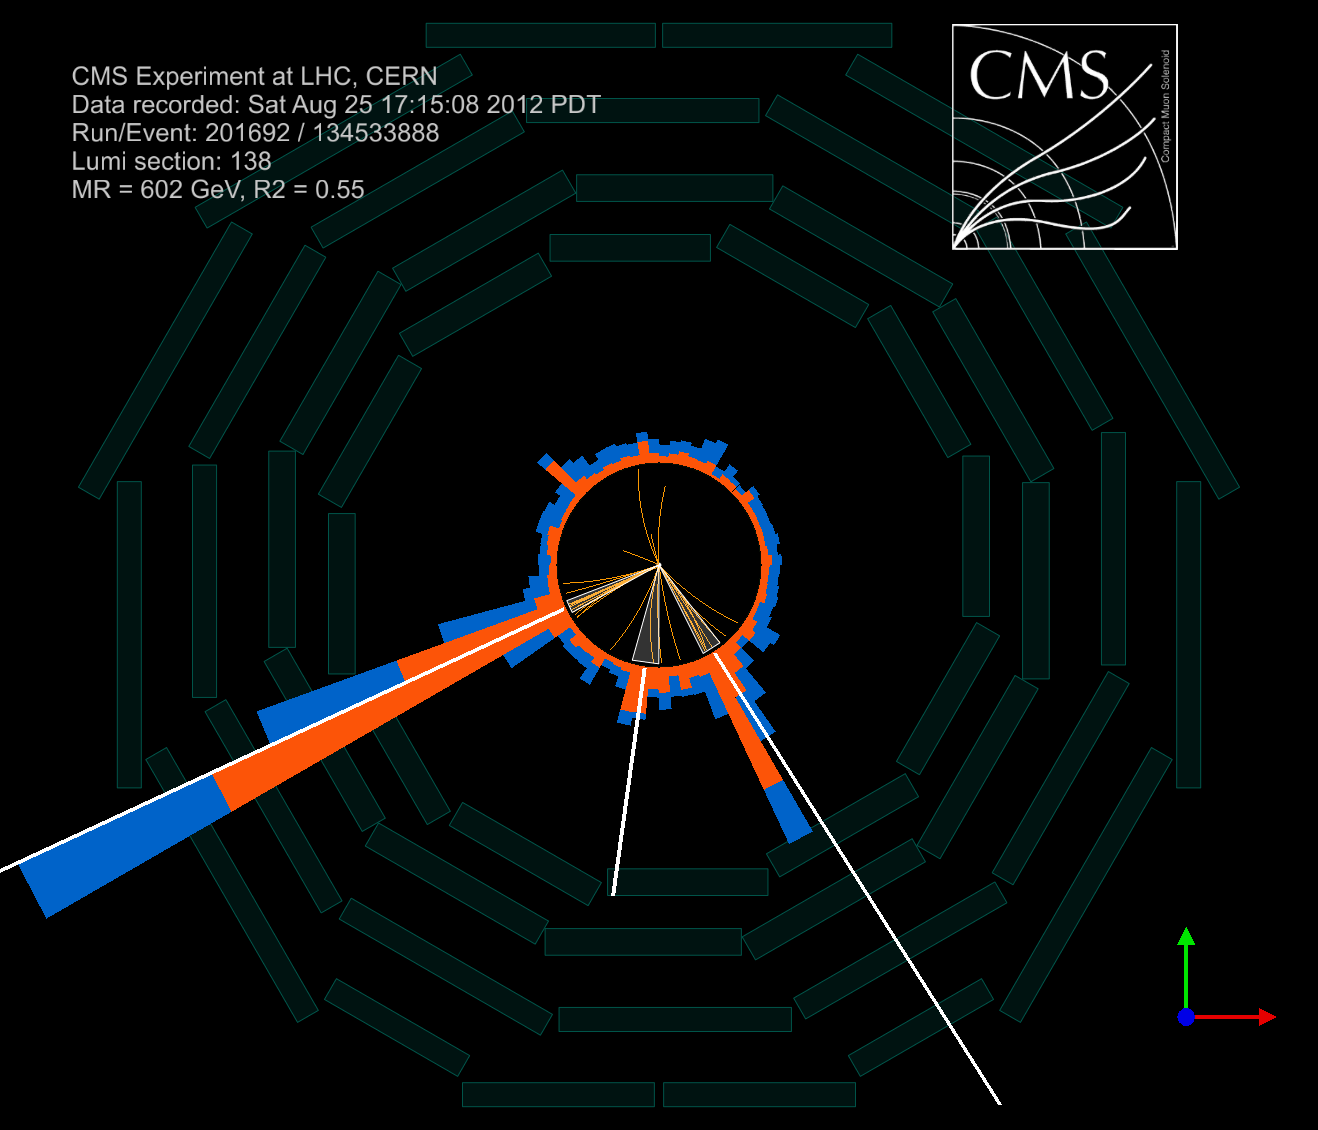 CMS Experiment at LHC, CERN
Data recorded: Sat Aug 25 17:15:08 2012 PDT
Run/Event: 201692 / 134533888
Lumi section: 138
MR = 602 GeV, R2 = 0.55
CMS
Compact Muon Solenoid